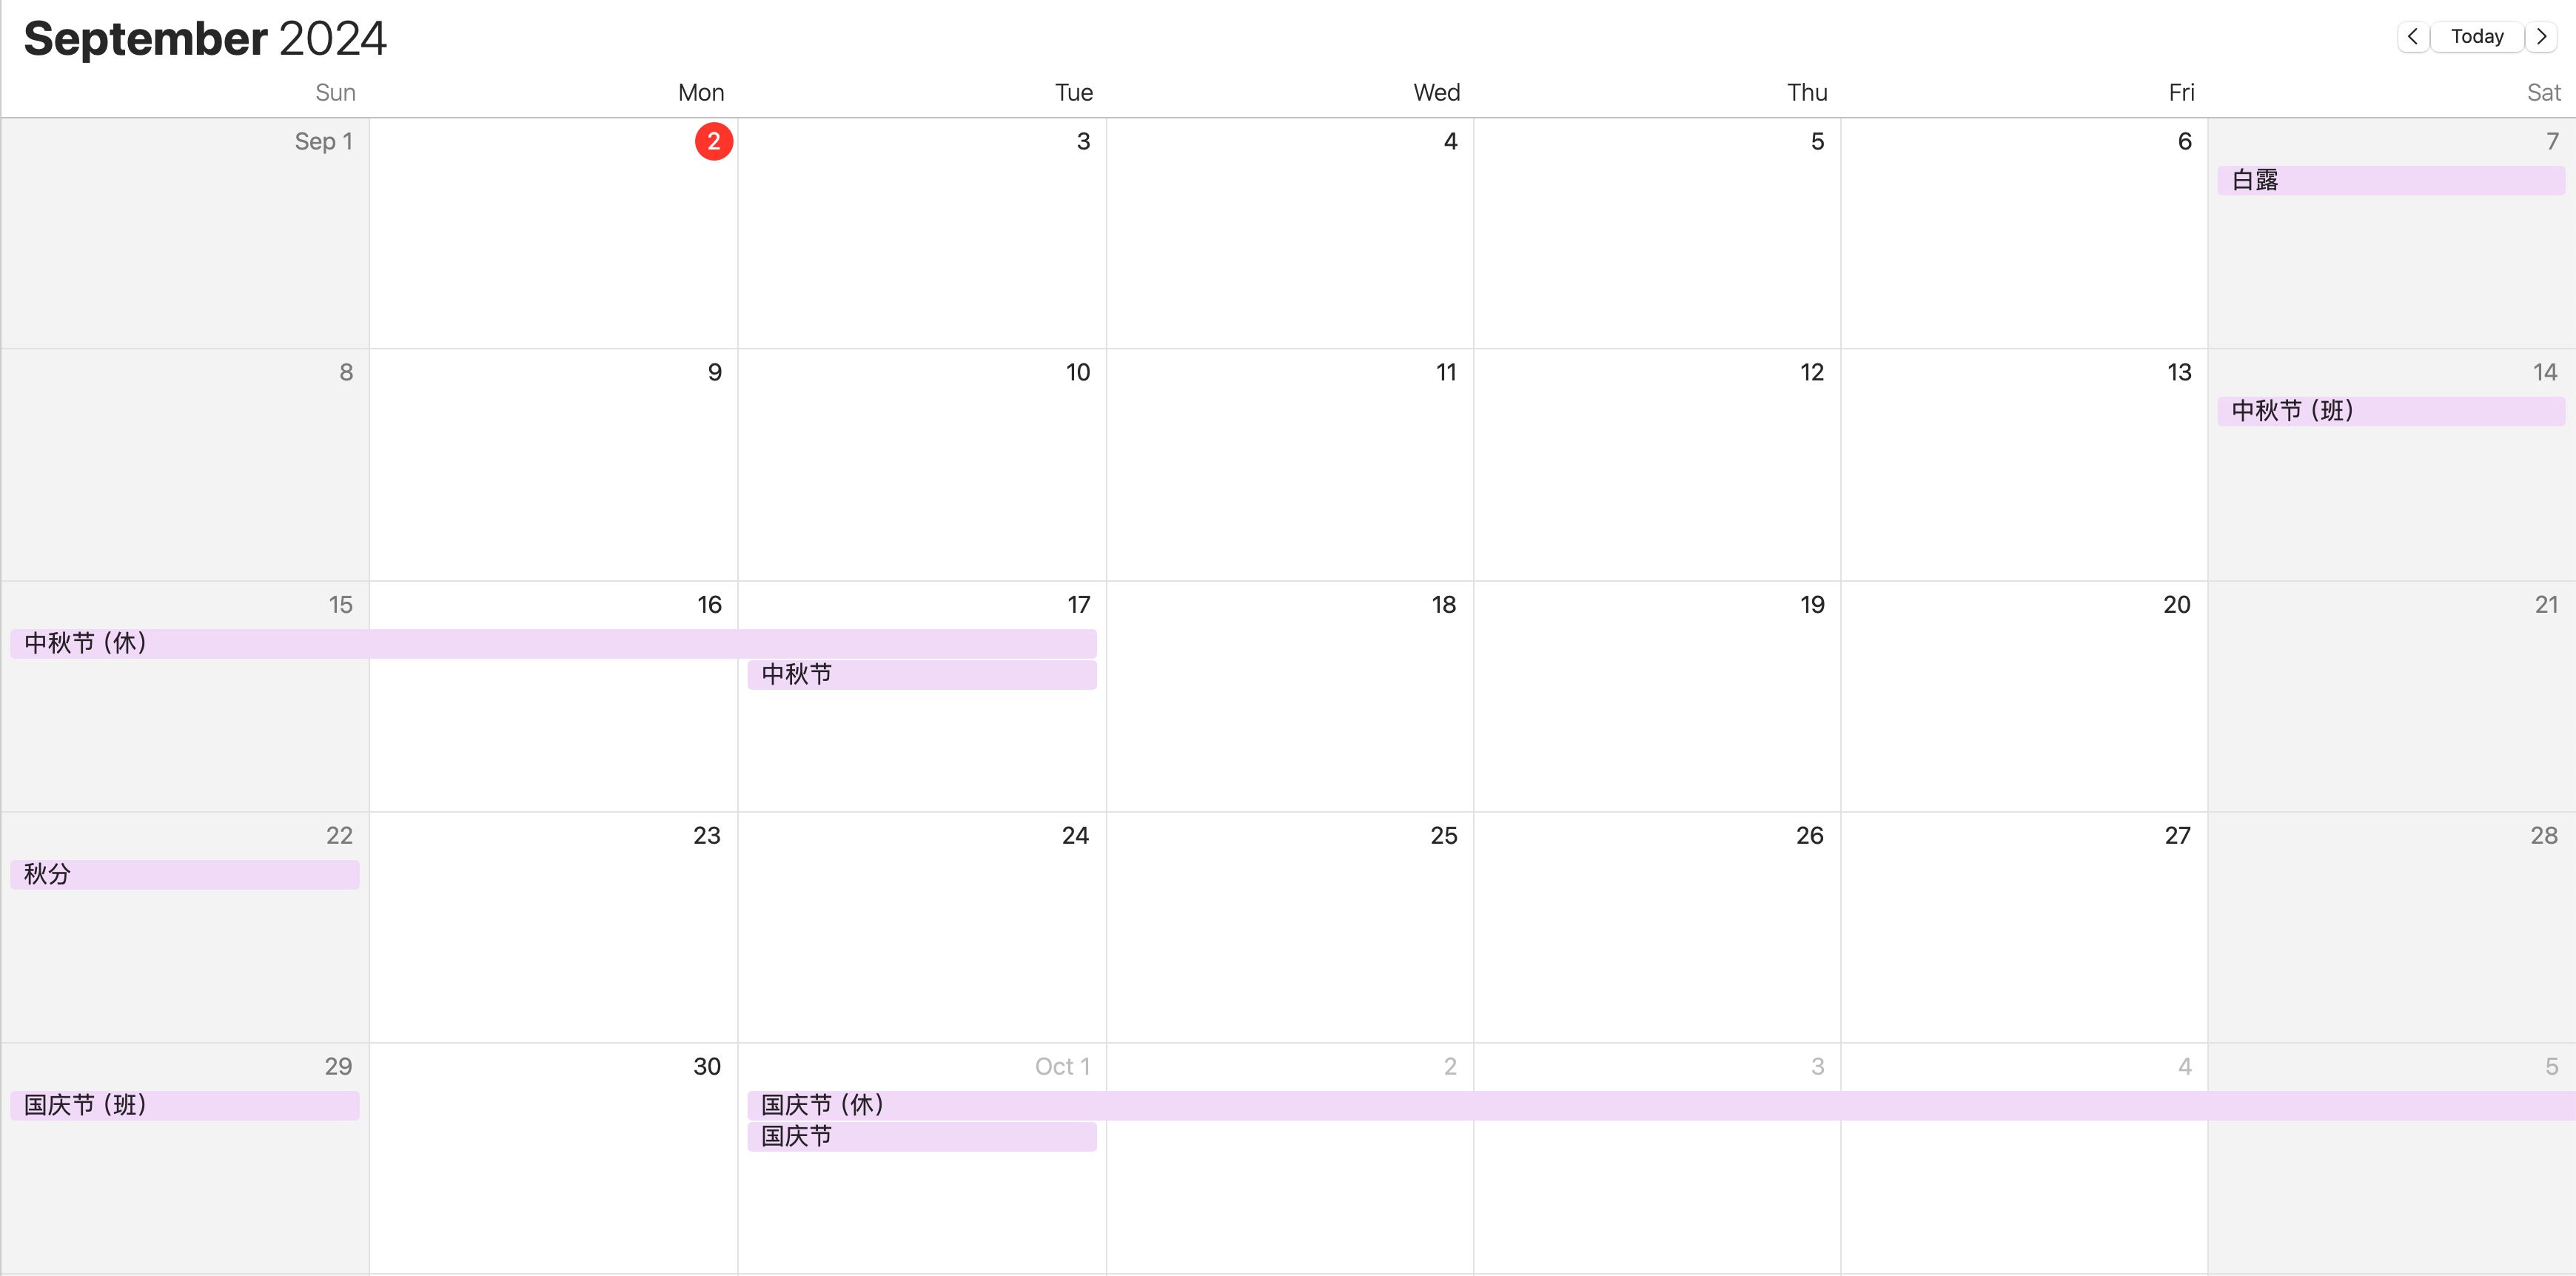 September 2024
Today
Sun Mon Tue Wed Thu Fri Sat
Sep 1 2 3 4 5 6 7
白露
8 9 10 11 12 13 14
中秋节 (班)
15 16 17 18 19 20 21
中秋节 (休)
中秋节
22 23 24 25 26 27 28
秋分
29 30 Oct 1 2 3 4 5
国庆节 (班) 国庆节 (休)
国庆节